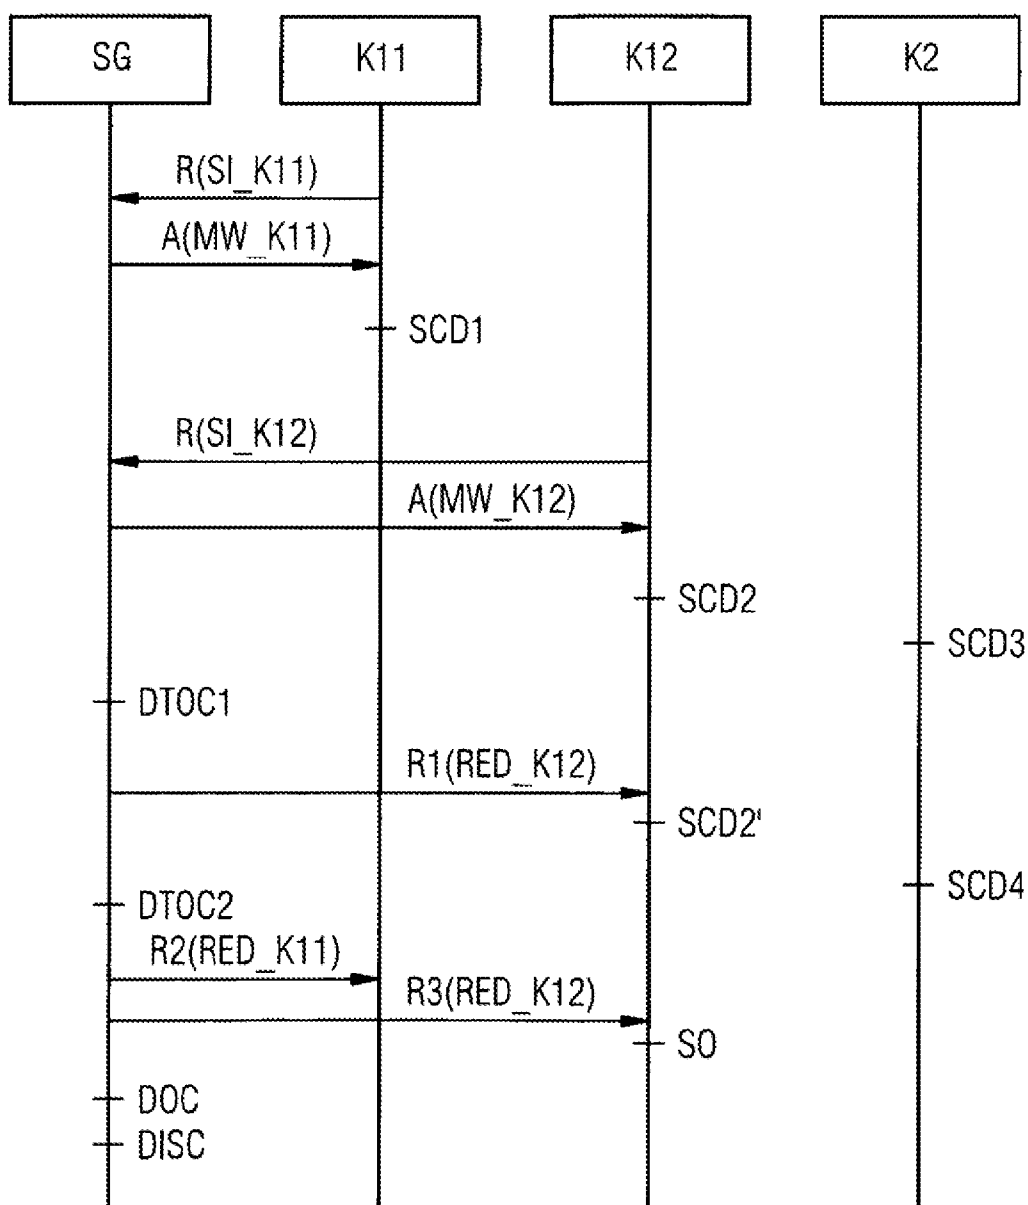 SG K11 K12 K2
R(SI_K11)
A(MW_K11)
SCD1
R(SI_K12)
A(MW_K12)
SCD2
SCD3
DTOC1
R1(RED_K12)
SCD2'
SCD4
DTOC2
R2(RED_K11)
R3(RED_K12)
SO
DOC
DISC